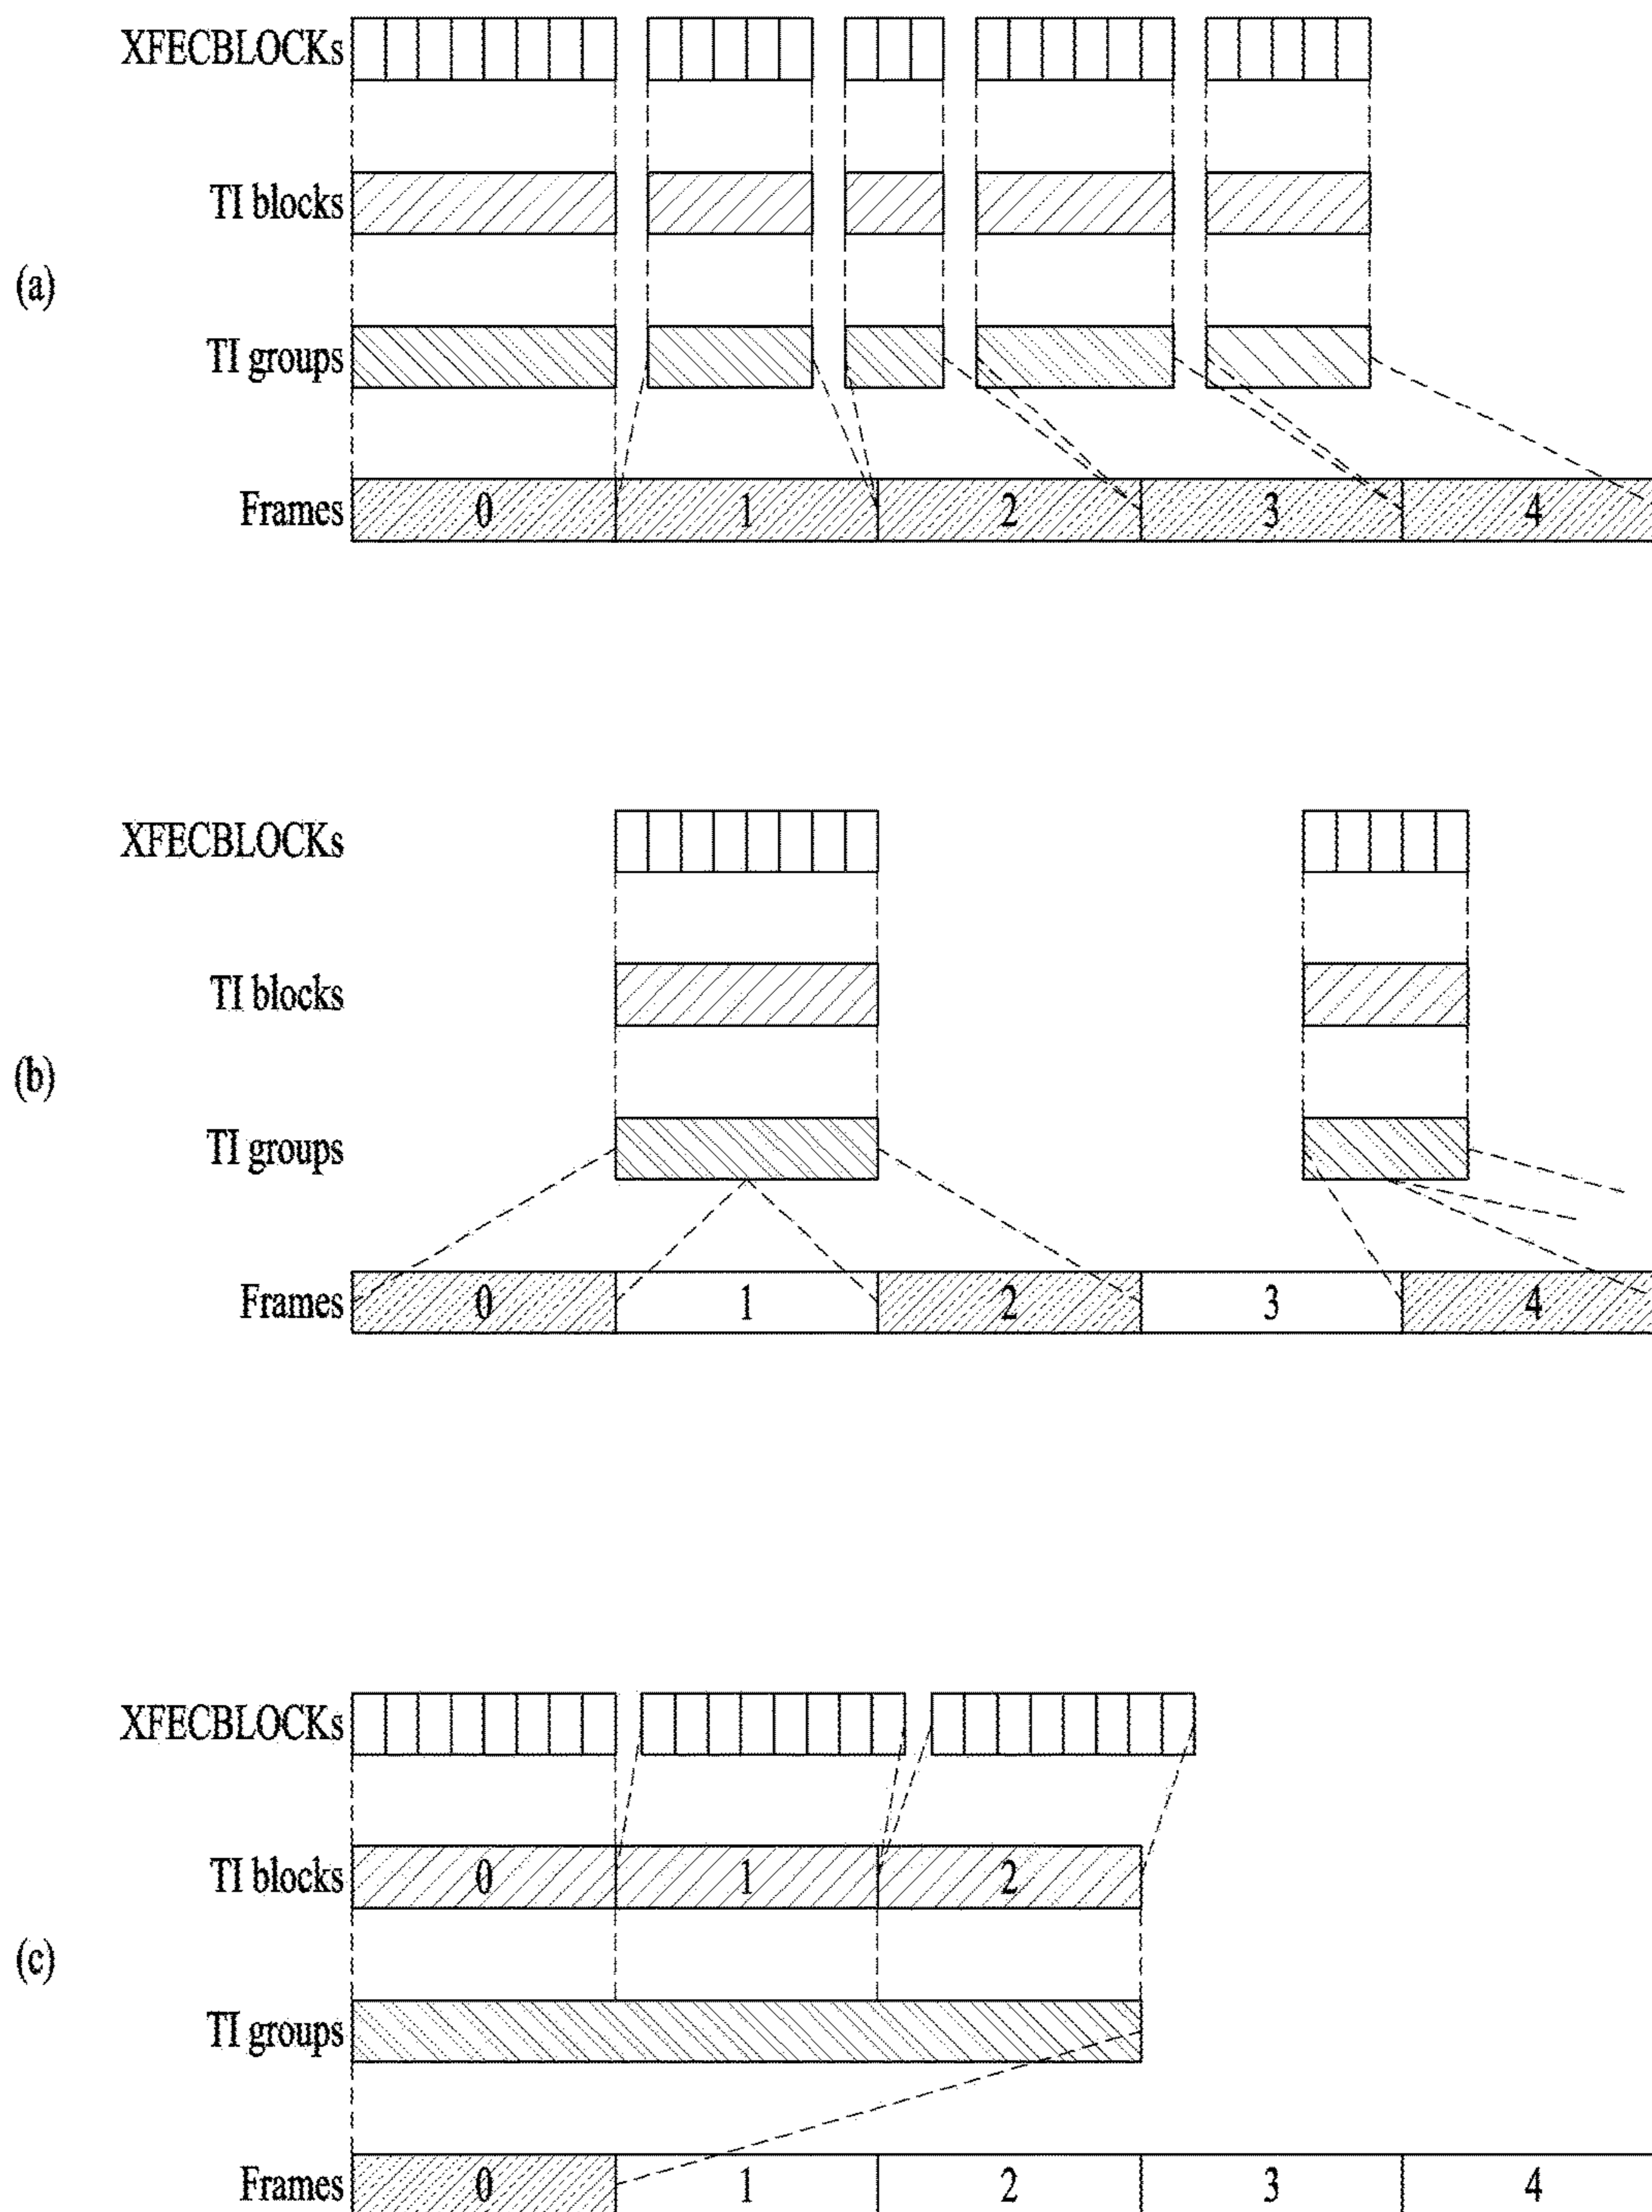 XFECBLOCKs
TI blocks
(a)
TI groups
Frames 0 1 2 3 4
XFECBLOCKs
TI blocks
(b)
TI groups
Frames 0 1 2 3 4
XFECBLOCKs
TI blocks 0 1 2
(c)
TI groups
Frames 0 1 2 3 4